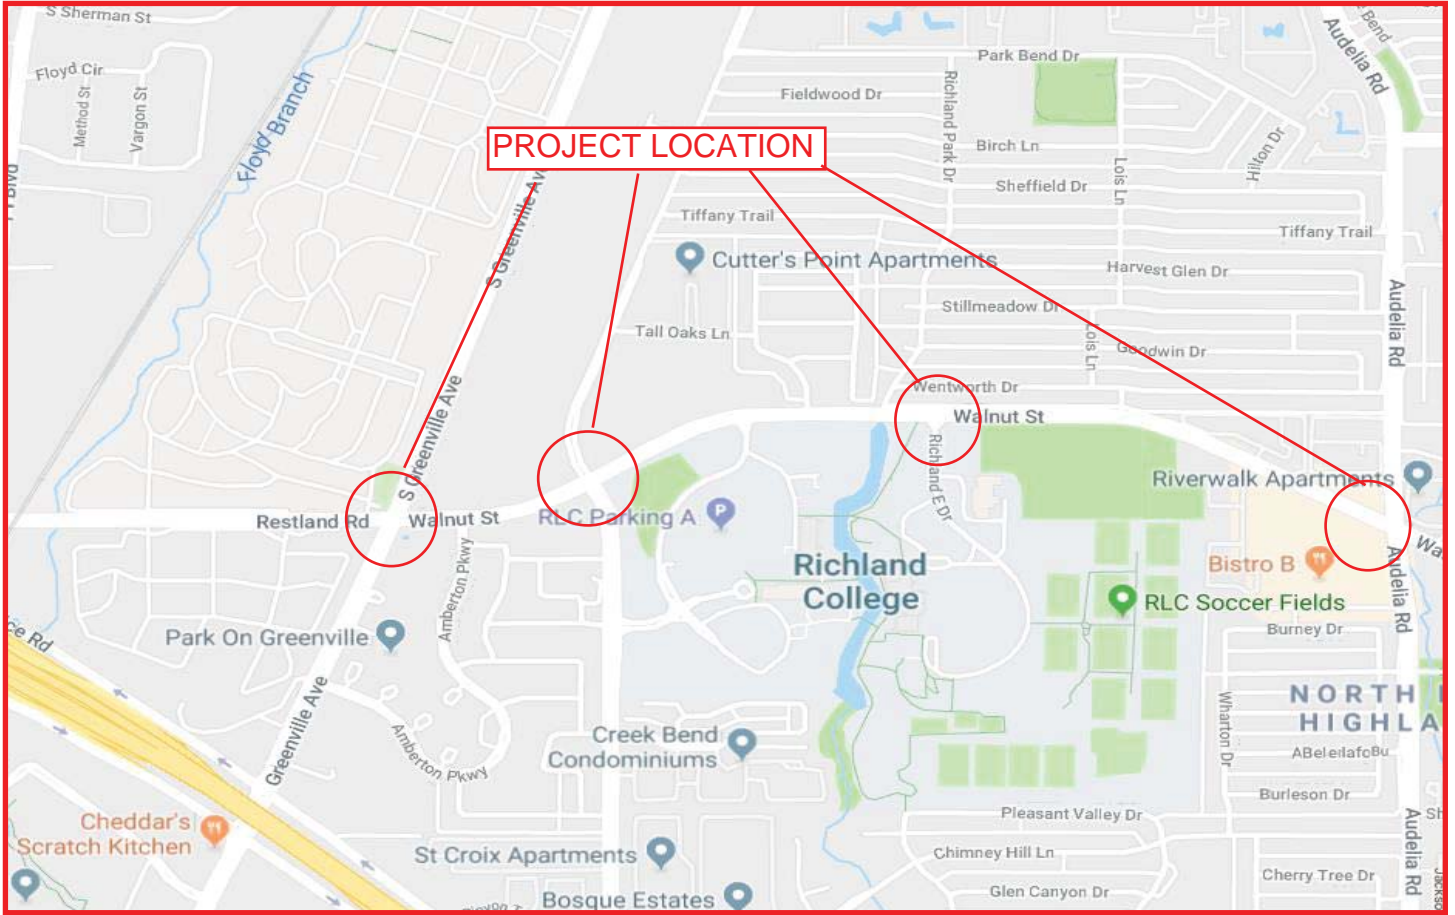 S Sherman St
Floyd Cir
Method St
Vargon St
Floyd Branch
PROJECT LOCATION
S Greenville Ave
Park Bend Dr
Fieldwood Dr
Richland Park Dr
Birch Ln
Lois Ln
Hilton Dr
Audelia Rd
Bend
Sheffield Dr
Tiffany Trail
Tiffany Trail
Cutter's Point Apartments
Harvest Glen Dr
Stillmeadow Dr
Tall Oaks Ln
Lois Ln
Goodwin Dr
Audelia Rd
Wentworth Dr
Walnut St
S Greenville Ave
Richland E Dr
Riverwalk Apartments
Restland Rd
Walnut St
RLC Parking A
P
Wa
Bistro B
Audelia Rd
Richland
College
RLC Soccer Fields
Amberton Pkwy
Burney Dr
ce Rd
Park On Greenville
NORTH
HIGHLA
Wharton Dr
Greenville Ave
Amberton Pkwy
Creek Bend
Condominiums
Burleson Dr
Pleasant Valley Dr
Cheddar's
Scratch Kitchen
St Croix Apartments
Chimney Hill Ln
Audelia Rd
Sh
Cherry Tree Dr
Bosque Estates
Glen Canyon Dr
Jackso